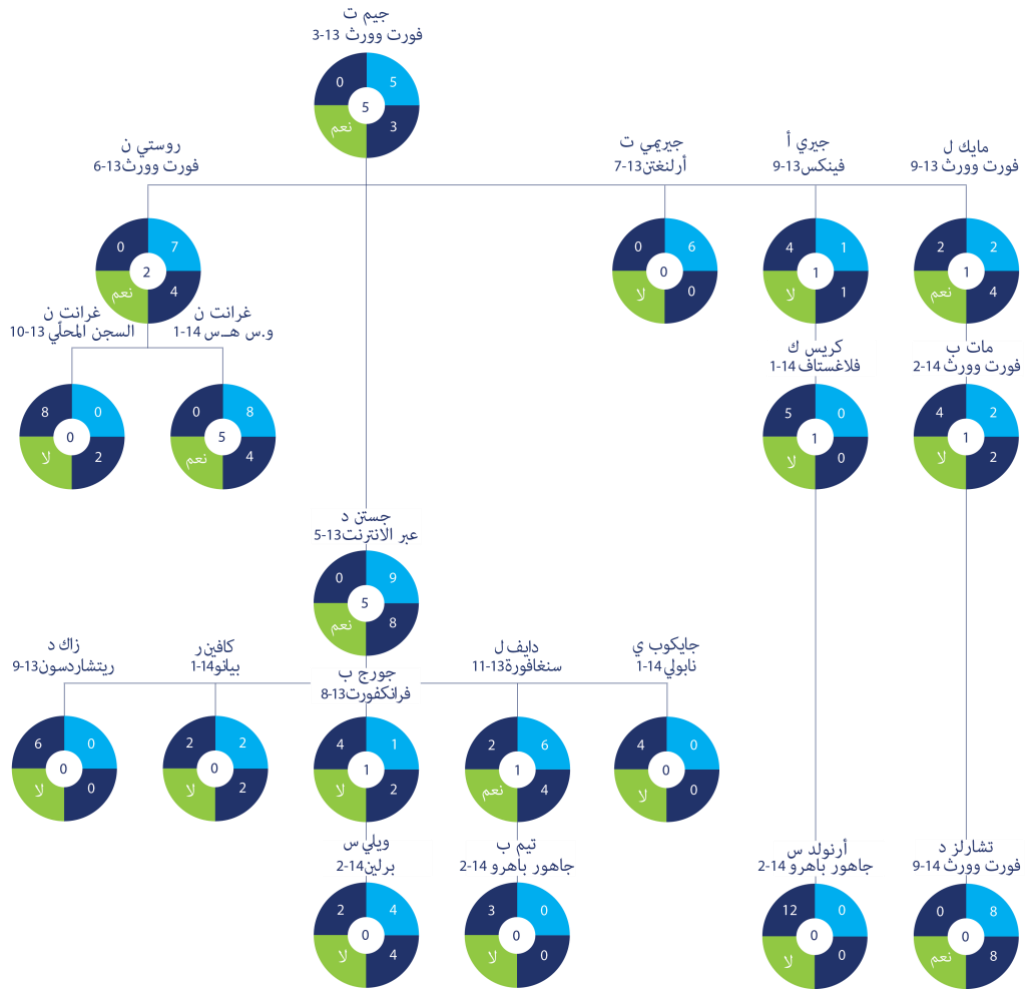 جيم ت
فورت وورث 13-3
0 5
5
نعم 3
روستي ن
فورت وورث13-6
جيريمي ت
أرلنغتن13-7
جيري أ
فينكس13-9
مايك ل
فورت وورث 13-9
0 7
2
نعم 4
0 6
0
لا 0
4 1
1
لا 1
2 2
1
نعم 4
غرانت ن
السجن المحلّي 13-10
غرانت ن
و.س هـ.س 14-1
كريس ك
فلاغستاف 14-1
مات ب
فورت وورث 14-2
8 0
0
لا 2
0 8
5
نعم 4
5 0
1
لا 0
4 2
1
نعم 2
جستن د
عبر الانترنت13-5
0 9
5
نعم 8
زاك د
ريتشاردسون13-9
كافين ر
بيانو14-1
جورج ب
فرانكفورت13-8
دايف ل
سنغافورة13-11
جايكوب ي
نابولي14-1
6 0
0
لا 0
2 2
0
لا 2
4 1
1
لا 2
2 6
1
نعم 4
4 0
0
لا 0
ويلي س
برلين14-2
تيم ب
جاهور باهرو 14-2
أرنولد س
جاهور باهرو 14-2
تشارلز د
فورت وورث 14-9
2 4
0
لا 4
3 0
0
لا 0
12 0
0
لا 0
0 8
0
نعم 8